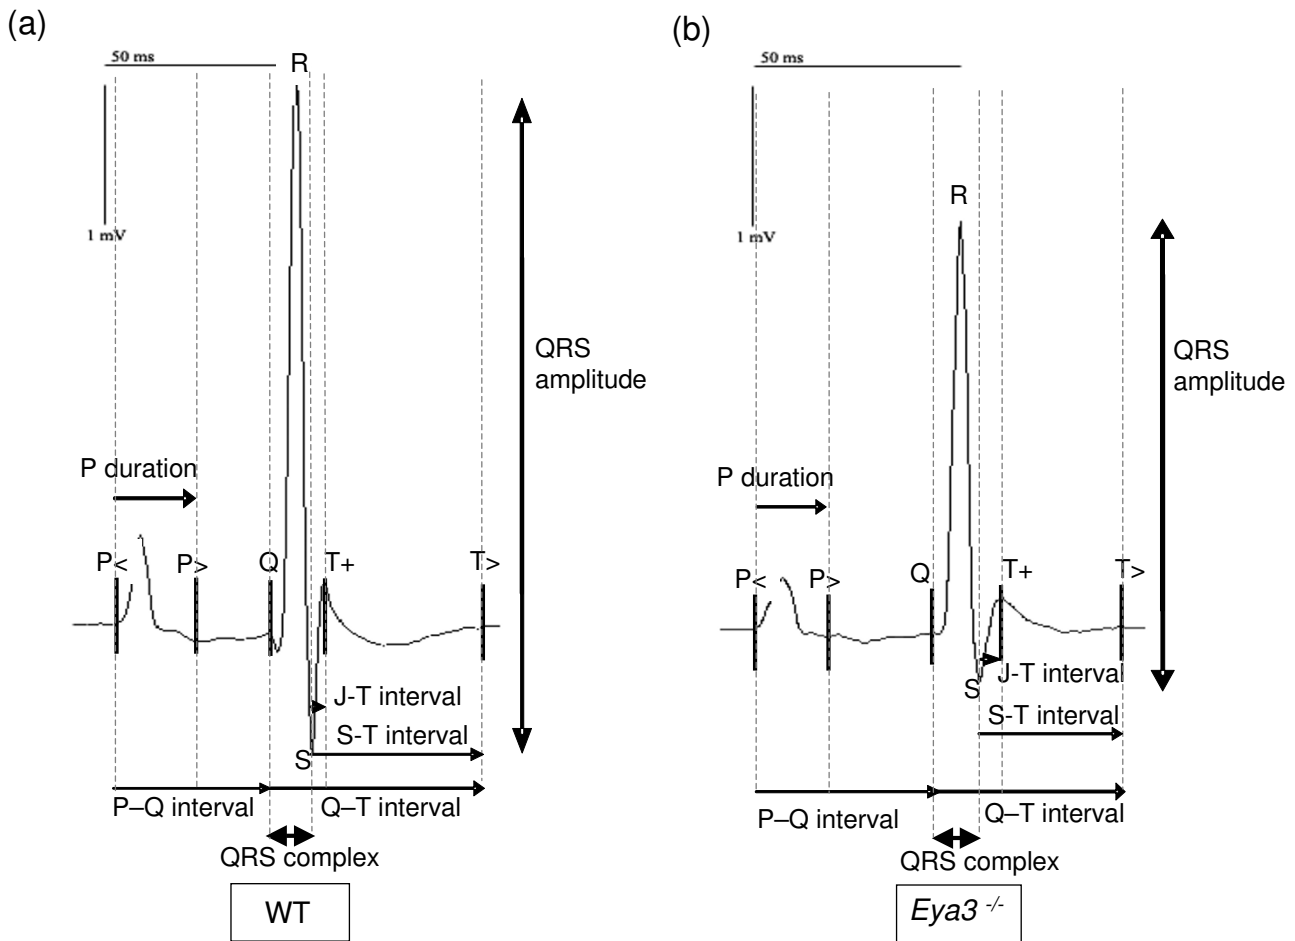 (a)
50 ms
R
1 mV
QRS
amplitude
P duration
P<
P>
Q
T+
T>
J-T interval
S-T interval
S
P–Q interval
Q–T interval
QRS complex
WT
(b)
50 ms
R
1 mV
QRS
amplitude
P duration
P<
P>
Q
T+
T>
J-T interval
S
S-T interval
P–Q interval
Q–T interval
QRS complex
Eya3 -/-